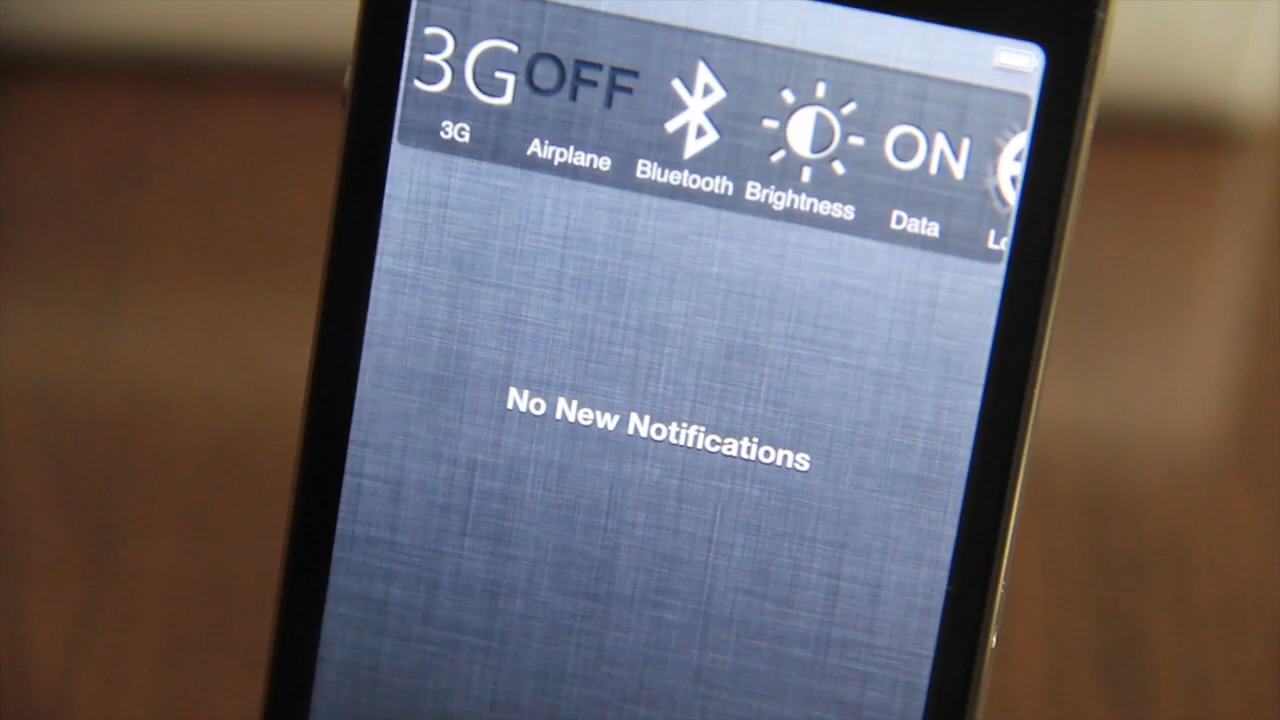 3G OFF ON
3G Airplane Bluetooth Brightness Data
No New Notifications